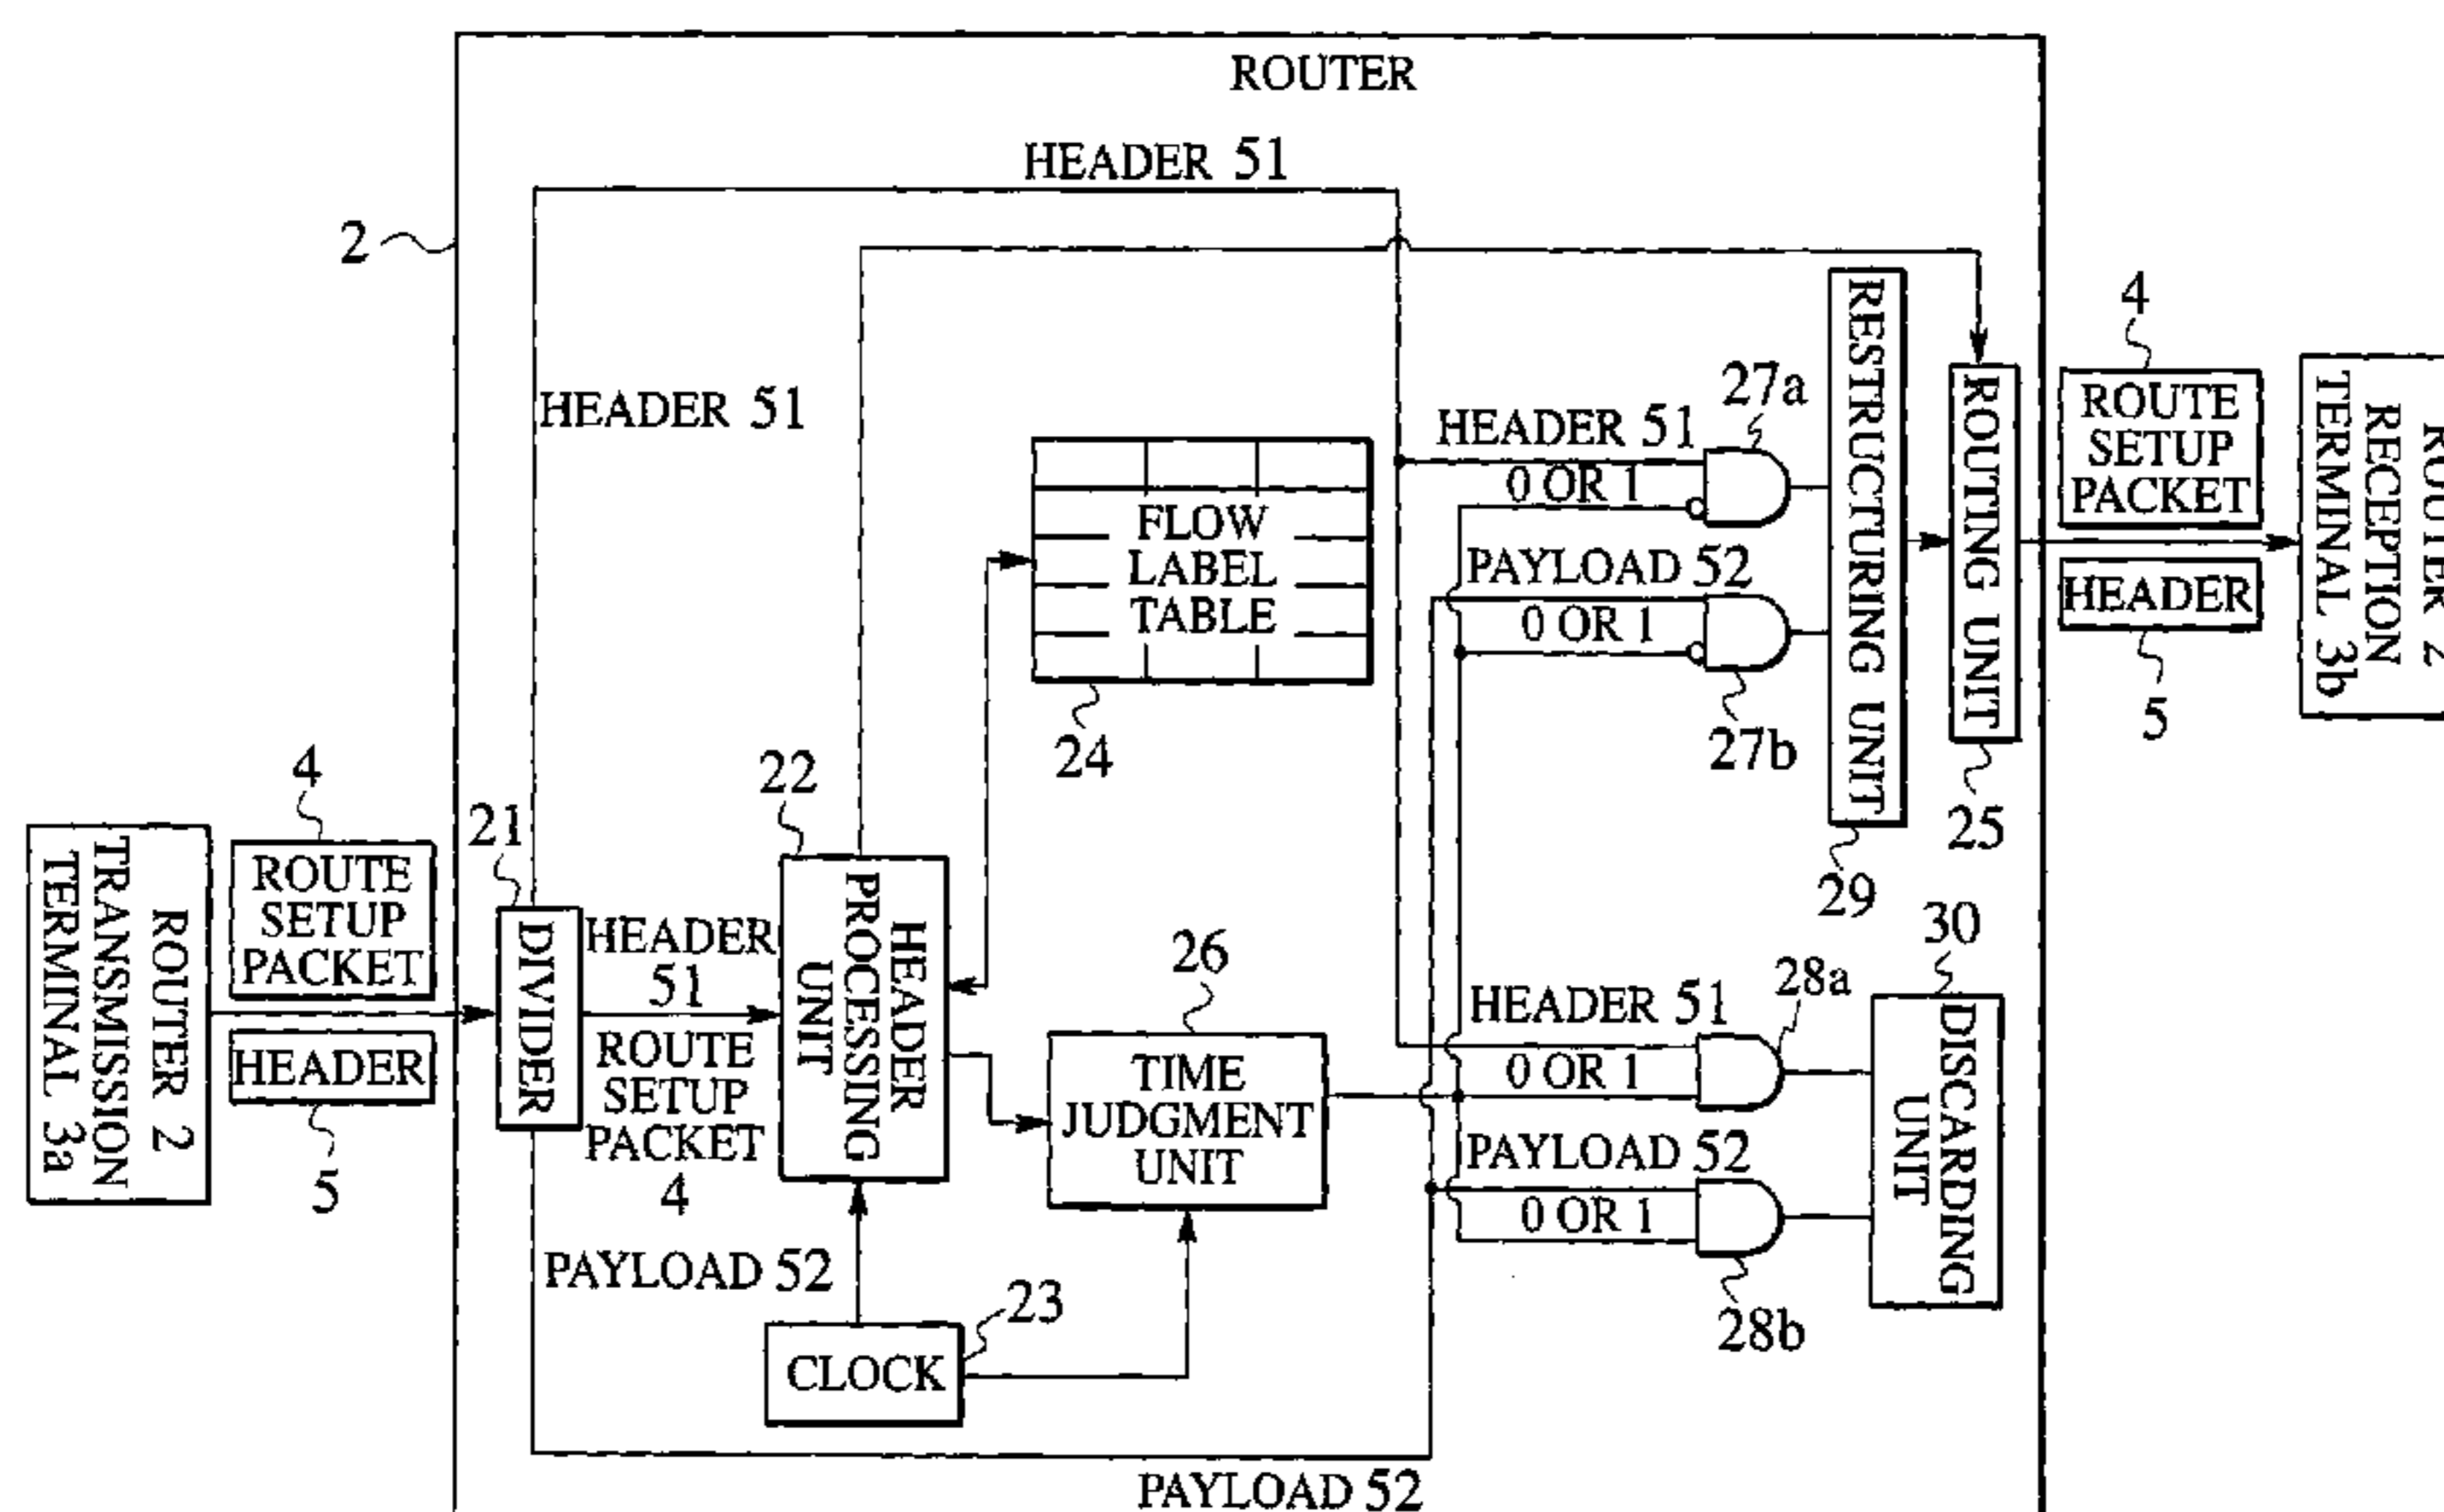 ROUTER
HEADER 51
2
HEADER 51
4
ROUTE
SETUP
PACKET
HEADER
5
ROUTER 2
TRANSMISSION
TERMINAL 3a
21
DIVIDER
HEADER
51
ROUTE
SETUP
PACKET
4
22
HEADER
PROCESSING
UNIT
PAYLOAD 52
CLOCK
23
FLOW
LABEL
TABLE
24
26
TIME
JUDGMENT
UNIT
PAYLOAD 52
HEADER 51
0 OR 1
27a
PAYLOAD 52
0 OR 1
27b
RESTRUCTURING UNIT
29
ROUTING UNIT
25
HEADER 51
0 OR 1
28a
PAYLOAD 52
0 OR 1
28b
30
DISCARDING
UNIT
4
ROUTE
SETUP
PACKET
HEADER
5
ROUTER 2
RECEPTION
TERMINAL 3b